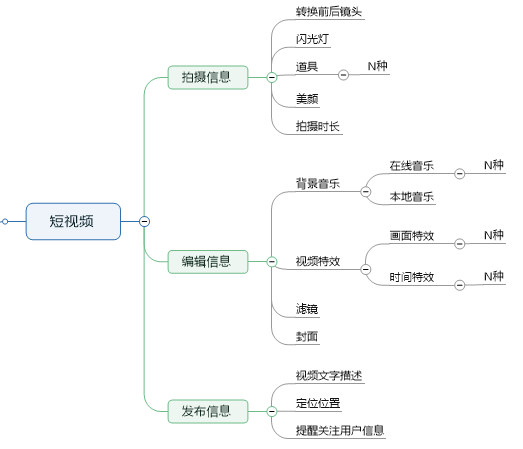 短视频
拍摄信息
转换前后镜头
闪光灯
道具
N种
美颜
拍摄时长
编辑信息
背景音乐
在线音乐
N种
本地音乐
视频特效
画面特效
N种
时间特效
N种
滤镜
封面
发布信息
视频文字描述
定位位置
提醒关注用户信息